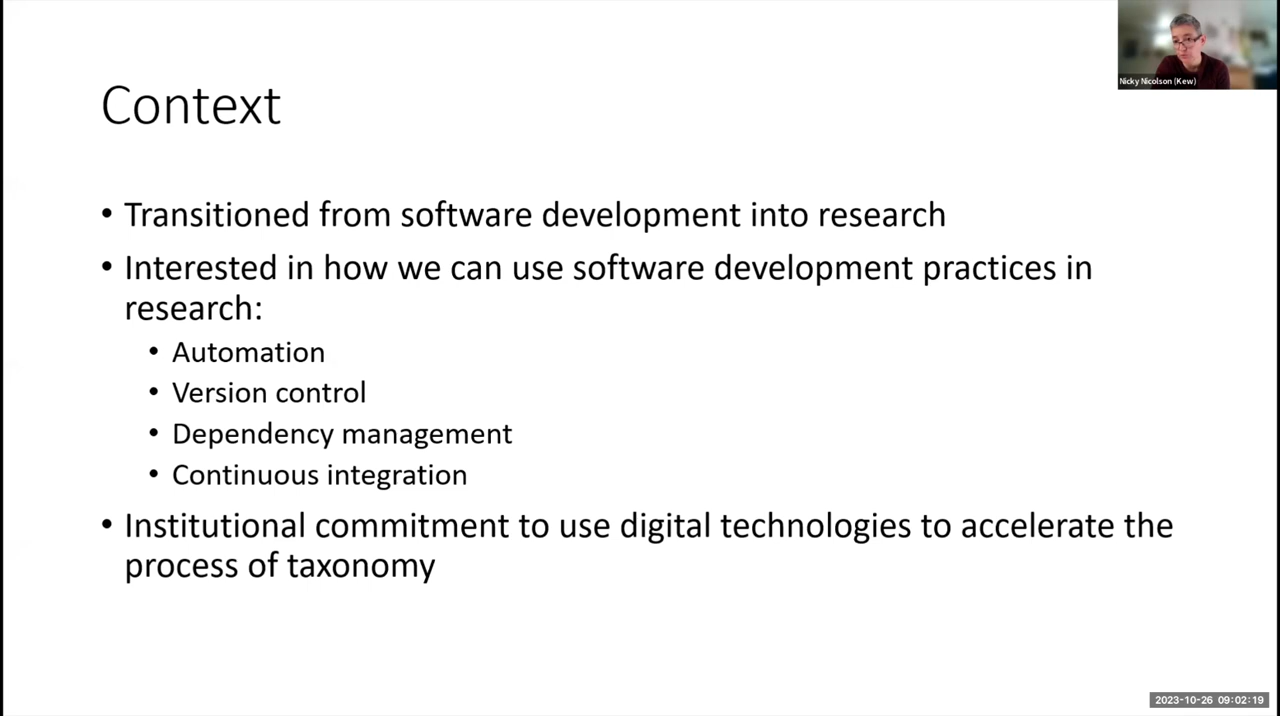 Nicky Nicolson (Kew)
Context
• Transitioned from software development into research
• Interested in how we can use software development practices in
research:
• Automation
• Version control
• Dependency management
• Continuous integration
• Institutional commitment to use digital technologies to accelerate the
process of taxonomy
2023-10-26 09:02:19